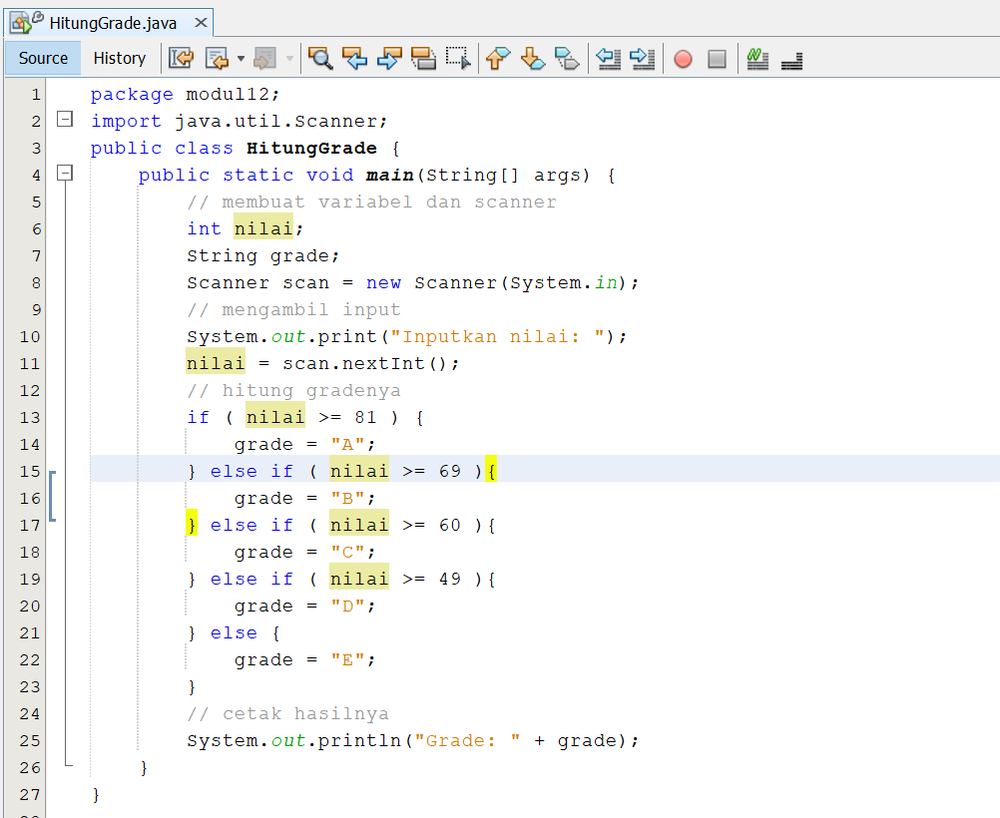 HitungGrade.java
Source History
1 package modul12;
2 import java.util.Scanner;
3 public class HitungGrade {
4 public static void main(String[] args) {
5 // membuat variabel dan scanner
6 int nilai;
7 String grade;
8 Scanner scan = new Scanner(System.in);
9 // mengambil input
10 System.out.print("Inputkan nilai: ");
11 nilai = scan.nextInt();
12 // hitung gradenya
13 if ( nilai >= 81 ) {
14 grade = "A";
15 } else if ( nilai >= 69 ){
16 grade = "B";
17 } else if ( nilai >= 60 ){
18 grade = "C";
19 } else if ( nilai >= 49 ){
20 grade = "D";
21 } else {
22 grade = "E";
23 }
24 // cetak hasilnya
25 System.out.println("Grade: " + grade);
26 }
27 }